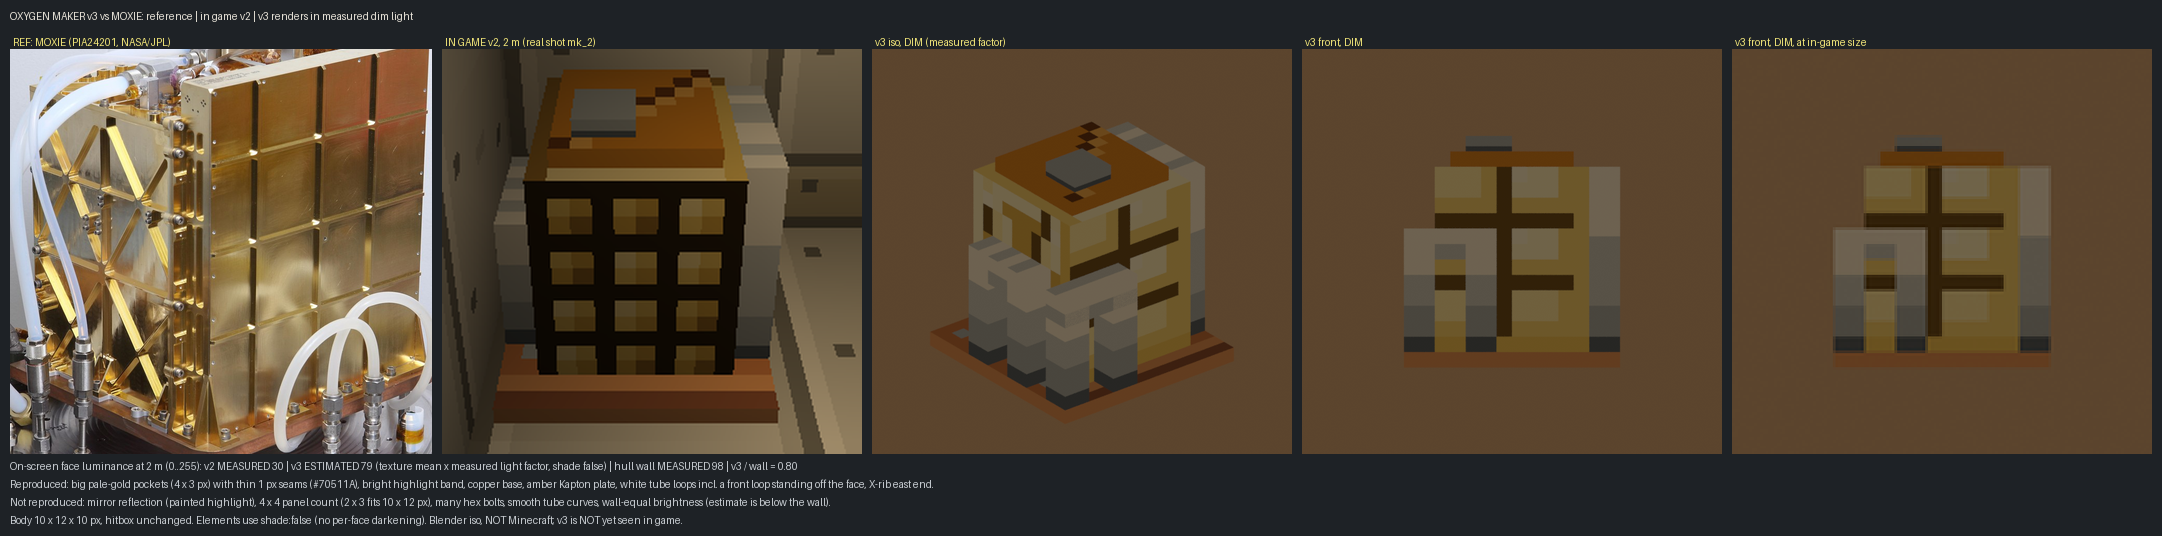 OXYGEN MAKER v3 vs MOXIE: reference | in game v2 | v3 renders in measured dim light
REF: MOXIE (PIA24201, NASA/JPL)
IN GAME v2, 2 m (real shot mk_2)
v3 iso, DIM (measured factor)
v3 front, DIM
v3 front, DIM, at in-game size
On-screen face luminance at 2 m (0..255): v2 MEASURED 30 | v3 ESTIMATED 79 (texture mean x measured light factor, shade false) | hull wall MEASURED 98 | v3 / wall = 0.80
Reproduced: big pale-gold pockets (4 x 3 px) with thin 1 px seams (#70511A), bright highlight band, copper base, amber Kapton plate, white tube loops incl. a front loop standing off the face, X-rib east end.
Not reproduced: mirror reflection (painted highlight), 4 x 4 panel count (2 x 3 fits 10 x 12 px), many hex bolts, smooth tube curves, wall-equal brightness (estimate is below the wall).
Body 10 x 12 x 10 px, hitbox unchanged. Elements use shade:false (no per-face darkening). Blender iso, NOT Minecraft; v3 is NOT yet seen in game.